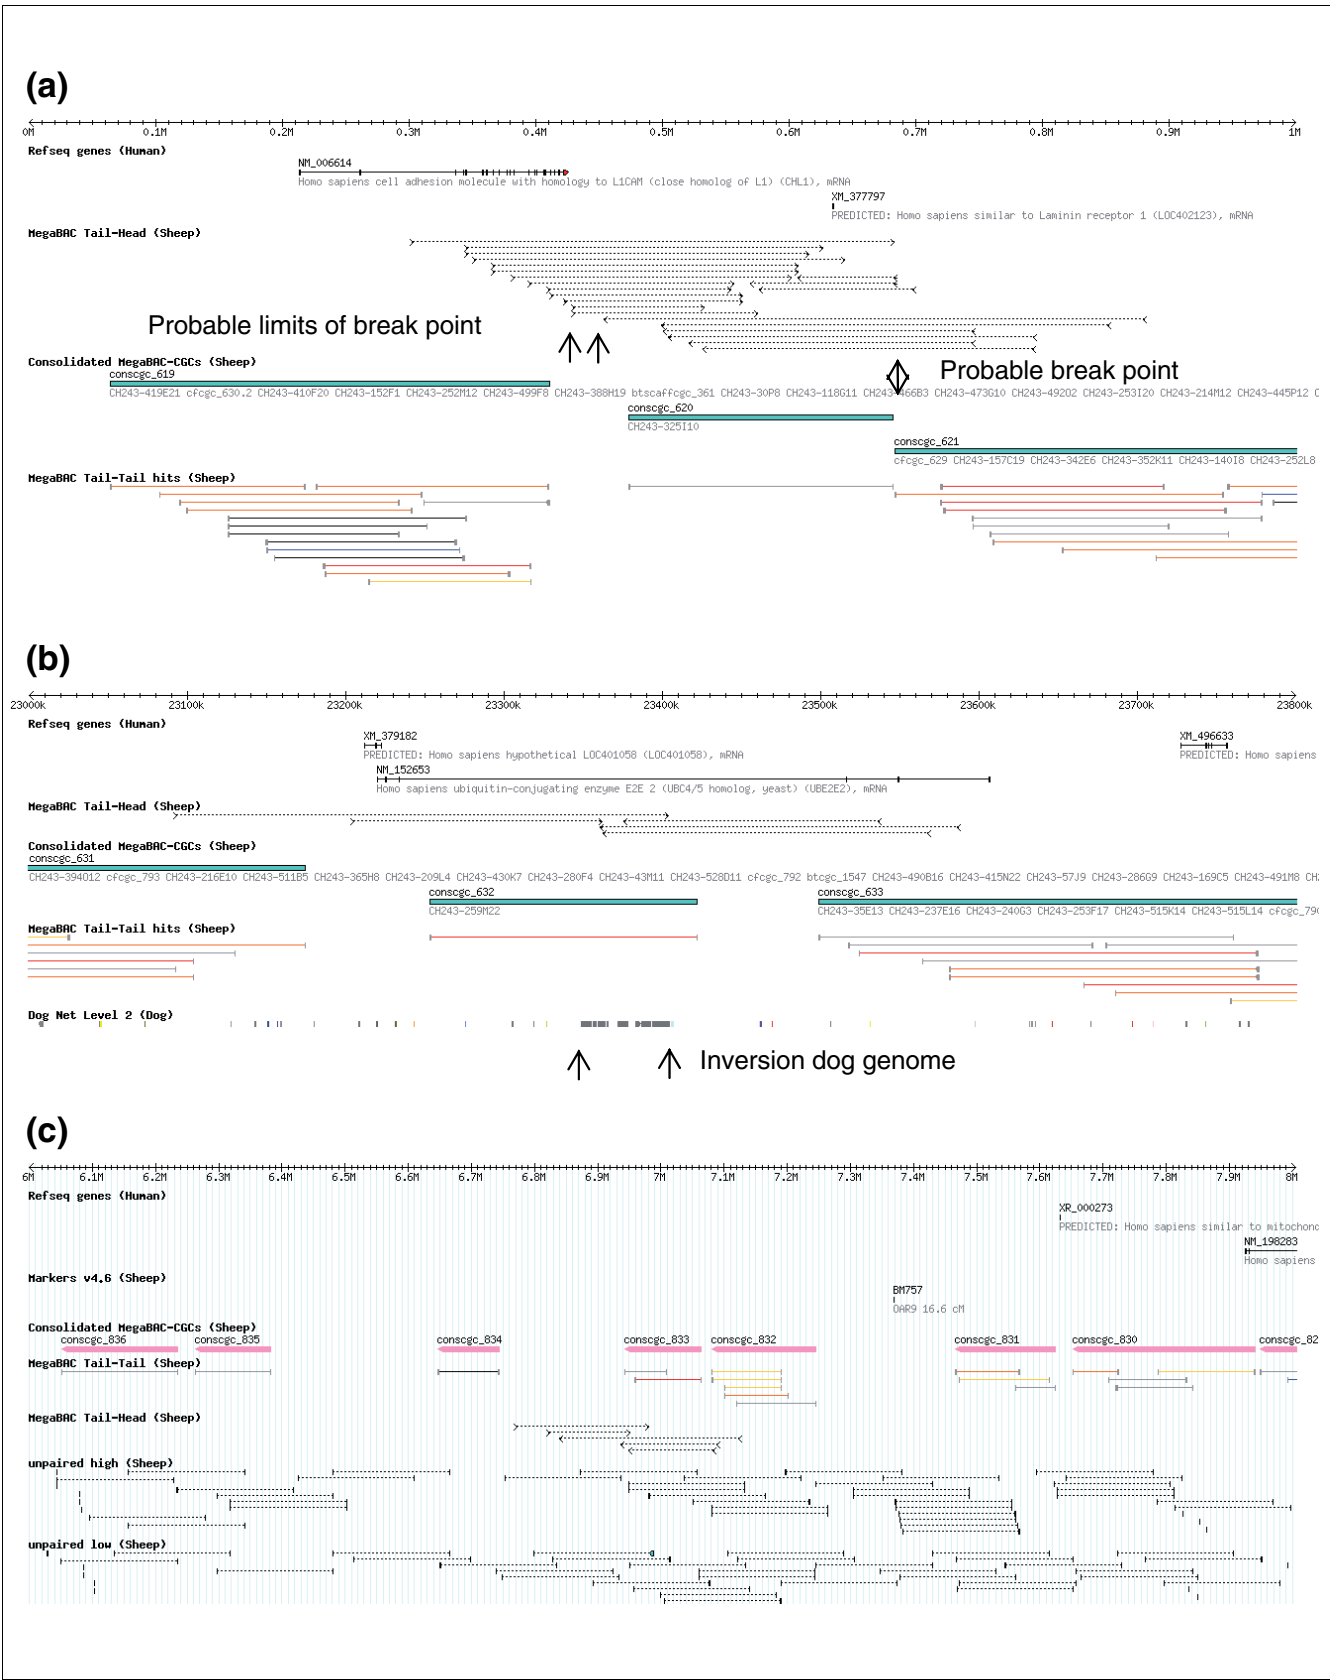 (a)
0M 0.1M 0.2M 0.3M 0.4M 0.5M 0.6M 0.7M 0.8M 0.9M 1M
Refseq genes (Human)
NM_006614
Homo sapiens cell adhesion molecule with homology to L1CAM (close homolog of L1) (CHL1), mRNA
XM_377797
PREDICTED: Homo sapiens similar to Laminin receptor 1 (LOC402123), mRNA
MegaBAC Tail-Head (Sheep)
Probable limits of break point
Consolidated MegaBAC-CGCs (Sheep)
Probable break point
conscgc_619
CH243-419E21 cfcgc_630.2 CH243-410F20 CH243-152F1 CH243-252M12 CH243-499F8 CH243-388H19 btscaffcgc_361 CH243-30P8 CH243-118G11 CH243-466B3 CH243-473G10 CH243-492O2 CH243-253I20 CH243-214M12 CH243-445P12 C
conscgc_620
CH243-325I10
conscgc_621
cfcgc_629 CH243-157C19 CH243-342E6 CH243-352K11 CH243-140I8 CH243-252L8
MegaBAC Tail-Tail hits (Sheep)
(b)
23000k 23100k 23200k 23300k 23400k 23500k 23600k 23700k 23800k
Refseq genes (Human)
XM_379182
PREDICTED: Homo sapiens hypothetical LOC401058 (LOC401058), mRNA
XM_496633
PREDICTED: Homo sapiens
NM_152653
Homo sapiens ubiquitin-conjugating enzyme E2E 2 (UBC4/5 homolog, yeast) (UBE2E2), mRNA
MegaBAC Tail-Head (Sheep)
Consolidated MegaBAC-CGCs (Sheep)
conscgc_631
CH243-394O12 cfcgc_793 CH243-216E10 CH243-511B5 CH243-365H8 CH243-209L4 CH243-430K7 CH243-280F4 CH243-43M11 CH243-528D11 cfcgc_792 btcgc_1547 CH243-490B16 CH243-415N22 CH243-57J9 CH243-286G9 CH243-169C5 CH243-491M8 CH2
conscgc_632
CH243-259M22
conscgc_633
CH243-35E13 CH243-237E16 CH243-240G3 CH243-253F17 CH243-515K14 CH243-515L14 cfcgc_790
MegaBAC Tail-Tail hits (Sheep)
Dog Net Level 2 (Dog)
Inversion dog genome
(c)
6M 6.1M 6.2M 6.3M 6.4M 6.5M 6.6M 6.7M 6.8M 6.9M 7M 7.1M 7.2M 7.3M 7.4M 7.5M 7.6M 7.7M 7.8M 7.9M 8M
Refseq genes (Human)
XR_000273
PREDICTED: Homo sapiens similar to mitochond
NM_198283
Homo sapiens
Markers v4.6 (Sheep)
BM757
OAR9 16.6 cM
Consolidated MegaBAC-CGCs (Sheep)
conscgc_836 conscgc_835 conscgc_834 conscgc_833 conscgc_832 conscgc_831 conscgc_830 conscgc_82
MegaBAC Tail-Tail (Sheep)
MegaBAC Tail-Head (Sheep)
unpaired high (Sheep)
unpaired low (Sheep)